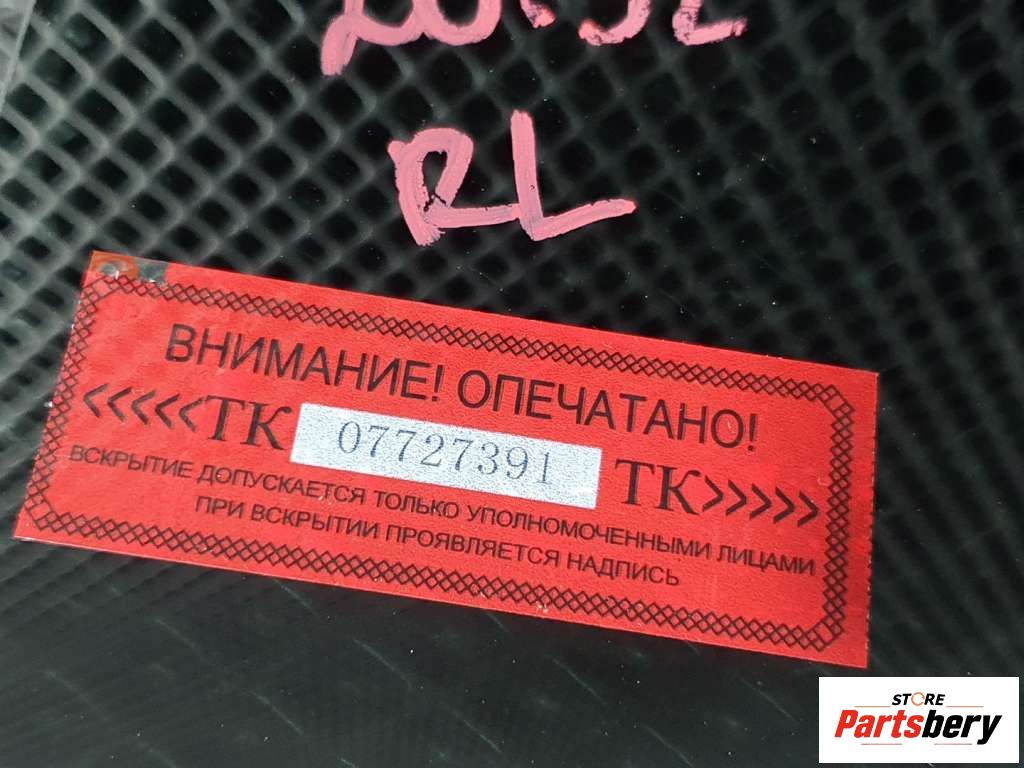 RL
ВНИМАНИЕ! ОПЕЧАТАНО!
<<<<<ТК 07727391 ТК>>>>>
ВСКРЫТИЕ ДОПУСКАЕТСЯ ТОЛЬКО УПОЛНОМОЧЕННЫМИ ЛИЦАМИ
ПРИ ВСКРЫТИИ ПРОЯВЛЯЕТСЯ НАДПИСЬ
STORE
Partsbery